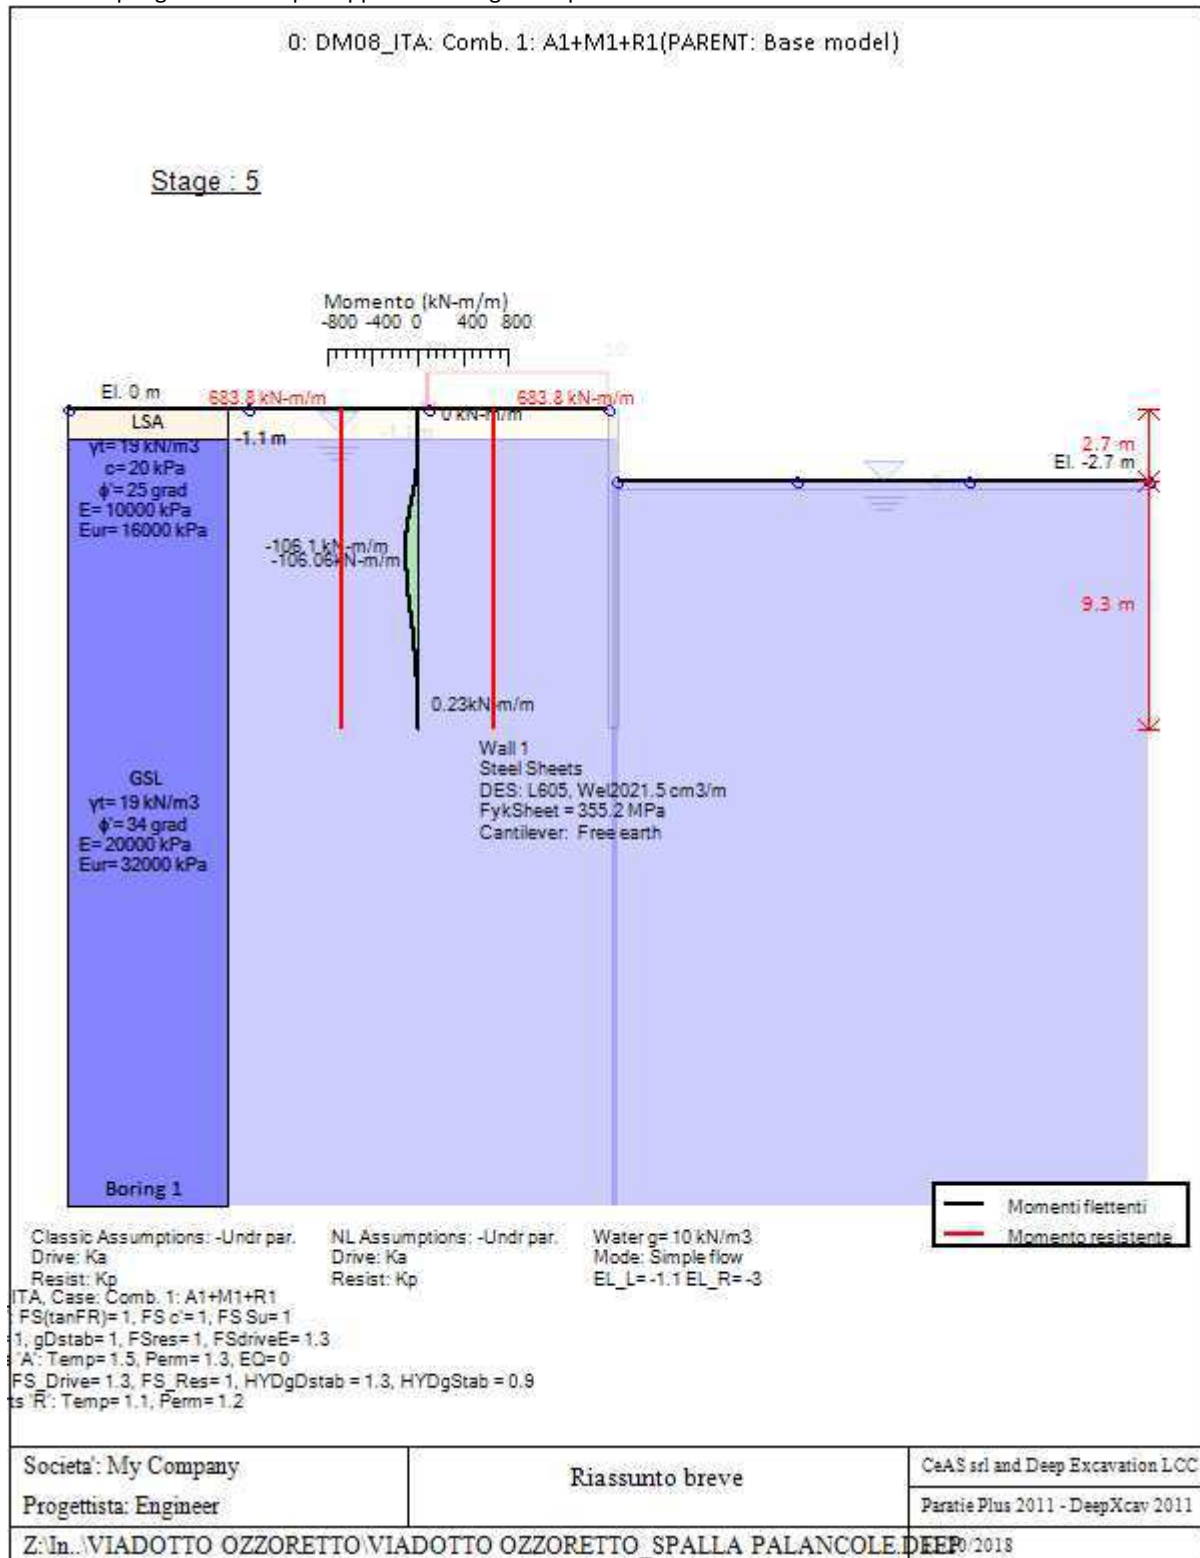 0: DM08_ITA: Comb. 1: A1+M1+R1(PARENT: Base model)
Stage : 5
Momento (kN-m/m)
-800 -400 0 400 800
10
El. 0 m
683.8 kN-m/m
683.8 kN-m/m
0 kN-m/m
LSA
-1.1 m
γt= 19 kN/m3
c= 20 kPa
ϕ'= 25 grad
E= 10000 kPa
Eur= 16000 kPa
2.7 m
El. -2.7 m
-106.1 kN-m/m
-106.06kN-m/m
9.3 m
0.23kN-m/m
Wall 1
Steel Sheets
DES: L605, Wel2021.5 cm3/m
FykSheet = 355.2 MPa
Cantilever: Free earth
GSL
γt= 19 kN/m3
ϕ'= 34 grad
E= 20000 kPa
Eur= 32000 kPa
Boring 1
Momenti flettenti
Momento resistente
Classic Assumptions: -Undr par.
Drive: Ka
Resist: Kp
NL Assumptions: -Undr par.
Drive: Ka
Resist: Kp
Water g= 10 kN/m3
Mode: Simple flow
EL_L= -1.1 EL_R= -3
ITA, Case: Comb. 1: A1+M1+R1
FS(tanFR)= 1, FS c'= 1, FS Su= 1
1, gDstab= 1, FSres= 1, FSdriveE= 1.3
'A': Temp= 1.5, Perm= 1.3, EQ= 0
FS_Drive= 1.3, FS_Res= 1, HYDgDstab = 1.3, HYDgStab = 0.9
ts 'R': Temp= 1.1, Perm= 1.2
Societa': My Company
Progettista: Engineer
Riassunto breve
CeAS srl and Deep Excavation LCC
Paratie Plus 2011 - DeepXcav 2011
Z:\In..\VIADOTTO OZZORETTO\VIADOTTO OZZORETTO_SPALLA PALANCOLE.DEEP
0/2018